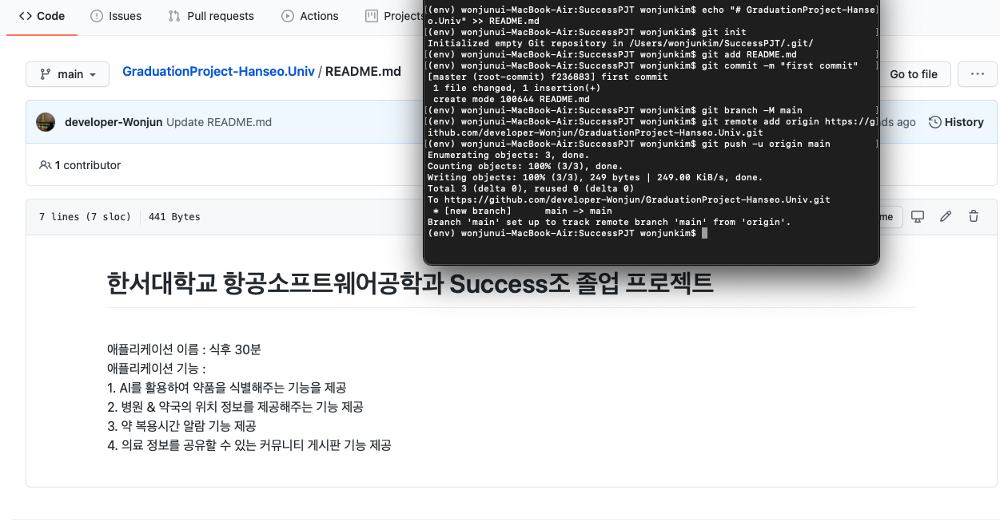 Code
Issues
Pull requests
Actions
Projects
main
GraduationProject-Hanseo.Univ / README.md
Go to file
...
developer-Wonjun Update README.md
ago
History
1 contributor
7 lines (7 sloc)
441 Bytes
한서대학교 항공소프트웨어공학과 Success조 졸업 프로젝트
애플리케이션 이름 : 식후 30분
애플리케이션 기능 :
1. AI를 활용하여 약품을 식별해주는 기능을 제공
2. 병원 & 약국의 위치 정보를 제공해주는 기능 제공
3. 약 복용시간 알람 기능 제공
4. 의료 정보를 공유할 수 있는 커뮤니티 게시판 기능 제공
[(env) wonjunui-MacBook-Air:SuccessPJT wonjunkim$ echo "# GraduationProject-Hanse]
o.Univ" >> README.md
[(env) wonjunui-MacBook-Air:SuccessPJT wonjunkim$ git init ]
Initialized empty Git repository in /Users/wonjunkim/SuccessPJT/.git/
[(env) wonjunui-MacBook-Air:SuccessPJT wonjunkim$ git add README.md ]
[(env) wonjunui-MacBook-Air:SuccessPJT wonjunkim$ git commit -m "first commit" ]
[master (root-commit) f236883] first commit
1 file changed, 1 insertion(+)
create mode 100644 README.md
[(env) wonjunui-MacBook-Air:SuccessPJT wonjunkim$ git branch -M main ]
[(env) wonjunui-MacBook-Air:SuccessPJT wonjunkim$ git remote add origin https://g]
ithub.com/developer-Wonjun/GraduationProject-Hanseo.Univ.git
[(env) wonjunui-MacBook-Air:SuccessPJT wonjunkim$ git push -u origin main ]
Enumerating objects: 3, done.
Counting objects: 100% (3/3), done.
Writing objects: 100% (3/3), 249 bytes | 249.00 KiB/s, done.
Total 3 (delta 0), reused 0 (delta 0)
To https://github.com/developer-Wonjun/GraduationProject-Hanseo.Univ.git
* [new branch] main -> main
Branch 'main' set up to track remote branch 'main' from 'origin'.
(env) wonjunui-MacBook-Air:SuccessPJT wonjunkim$